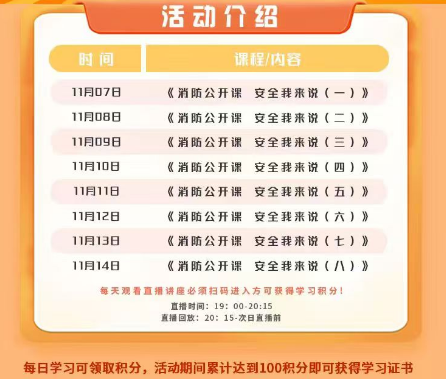 活动介绍
时间 课程/内容
11月07日 《消防公开课 安全我来说（一）》
11月08日 《消防公开课 安全我来说（二）》
11月09日 《消防公开课 安全我来说（三）》
11月10日 《消防公开课 安全我来说（四）》
11月11日 《消防公开课 安全我来说（五）》
11月12日 《消防公开课 安全我来说（六）》
11月13日 《消防公开课 安全我来说（七）》
11月14日 《消防公开课 安全我来说（八）》
每天观看直播讲座必须扫码进入方可获得学习积分！
直播时间：19：00-20:15
直播回放：20：15-次日直播前
每日学习可领取积分，活动期间累计达到100积分即可获得学习证书